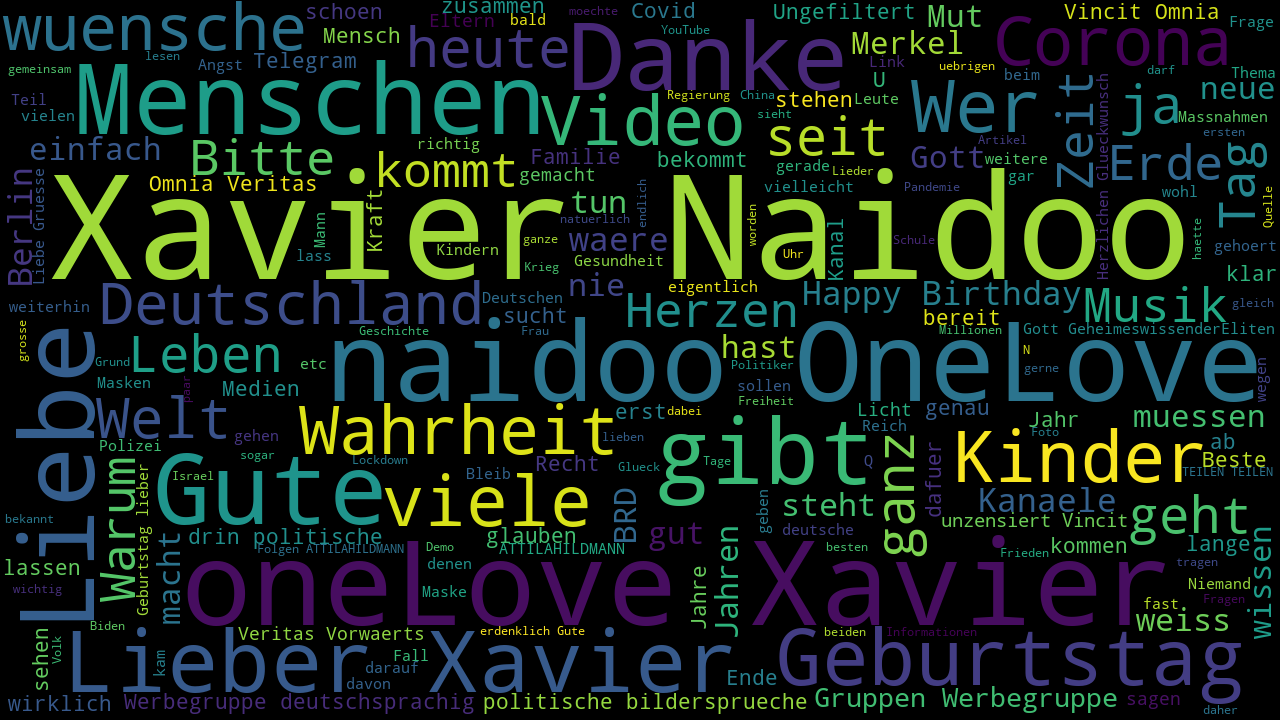 wuensche
schoen
zusammen
Eltern
bald
moechte
Covid
Ungefiltert
Mut
Vincit Omnia
Frage
YouTube
Mensch
heute
Danke
Merkel
Corona
lesen
Angst
Telegram
Link
uebrigen
gemeinsam
Menschen
Video
Regierung
China
stehen
U
Leute
Wer
beim
darf
Thema
neue
Teil
vielen
sieht
seit
Zeit
ja
Massnahmen
Herzlichen Glueckwunsch
ersten
einfach
Bitte
richtig
Familie
bekommt
gerade
Lieder
Gott
Artikel
weitere
Erde
Tag
Omnia Veritas
kommt
gemacht
vielleicht
Pandemie
gar
wohl
Quelle
Berlin
Liebe Gruesse
Xavier Naidoo
Mann
Kraft
tun
natuerlich
endlich
waere
Kindern
ganze
worden
Uhr
Kanal
Schule
haette
gehoert
lass
Krieg
Gesundheit
klar
weiterhin
Deutschland
Deutschen
nie
eigentlich
Happy Birthday
Musik
gleich
sucht
Herzen
bereit
grosse
Liebe
Geschichte
Frau
Millionen
Gott GeheimeswissenderEliten
Leben
Grund
etc
naidoo OneLove
hast
N
Politiker
gerne
wegen
Masken
paar
Medien
sollen
Freiheit
Welt
Wahrheit
erst
dabei
Licht
Reich
genau
Jahr
Foto
muessen
Polizei
gehen
sogar
lieben
gibt
ganz
Kinder
ab
Beste
Warum
Gute
Israel
Lockdown
viele
Bleib
Recht
Glueck
Tage
Q
dafuer
TEILEN TEILEN
bekannt
Geburtstag lieber
BRD
geben
steht
Kanaele
geht
drin politische
glauben
gut
deutsche
unzensiert Vincit
Folgen ATTILAHILDMANN
ATTILAHILDMANN
Demo
besten
Frieden
kommen
lange
lassen
macht
denen
oneLove Xavier
Jahre
Jahren
tragen
wissen
wichtig
Maske
Niemand
Fragen
fast
weiss
Biden
sehen
Volk
Veritas Vorwaerts
erdenklich Gute
beiden
Informationen
kam
Lieber Xavier
Fall
darauf
davon
Ende
Geburtstag
wirklich
Werbegruppe deutschsprachig
politische bildersprueche
Gruppen Werbegruppe
sagen
daher